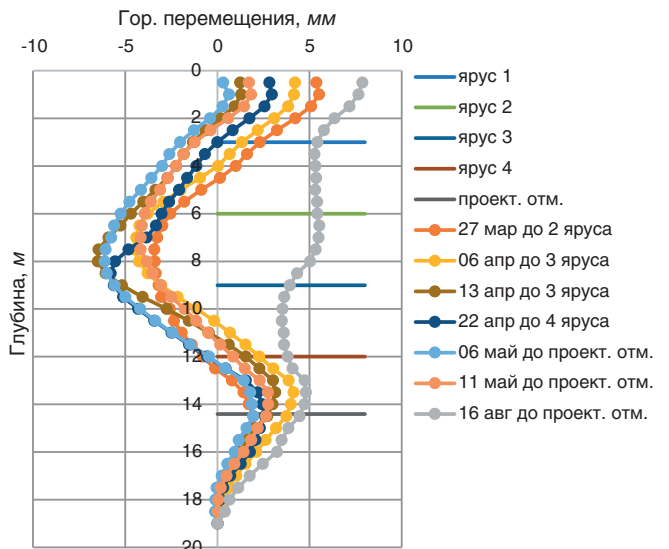 Гор. перемещения, мм
-10 -5 0 5 10
Глубина, м
0
2
4
6
8
10
12
14
16
18
20
ярус 1
ярус 2
ярус 3
ярус 4
проект. отм.
27 мар до 2 яруса
06 апр до 3 яруса
13 апр до 3 яруса
22 апр до 4 яруса
06 май до проект. отм.
11 май до проект. отм.
16 авг до проект. отм.